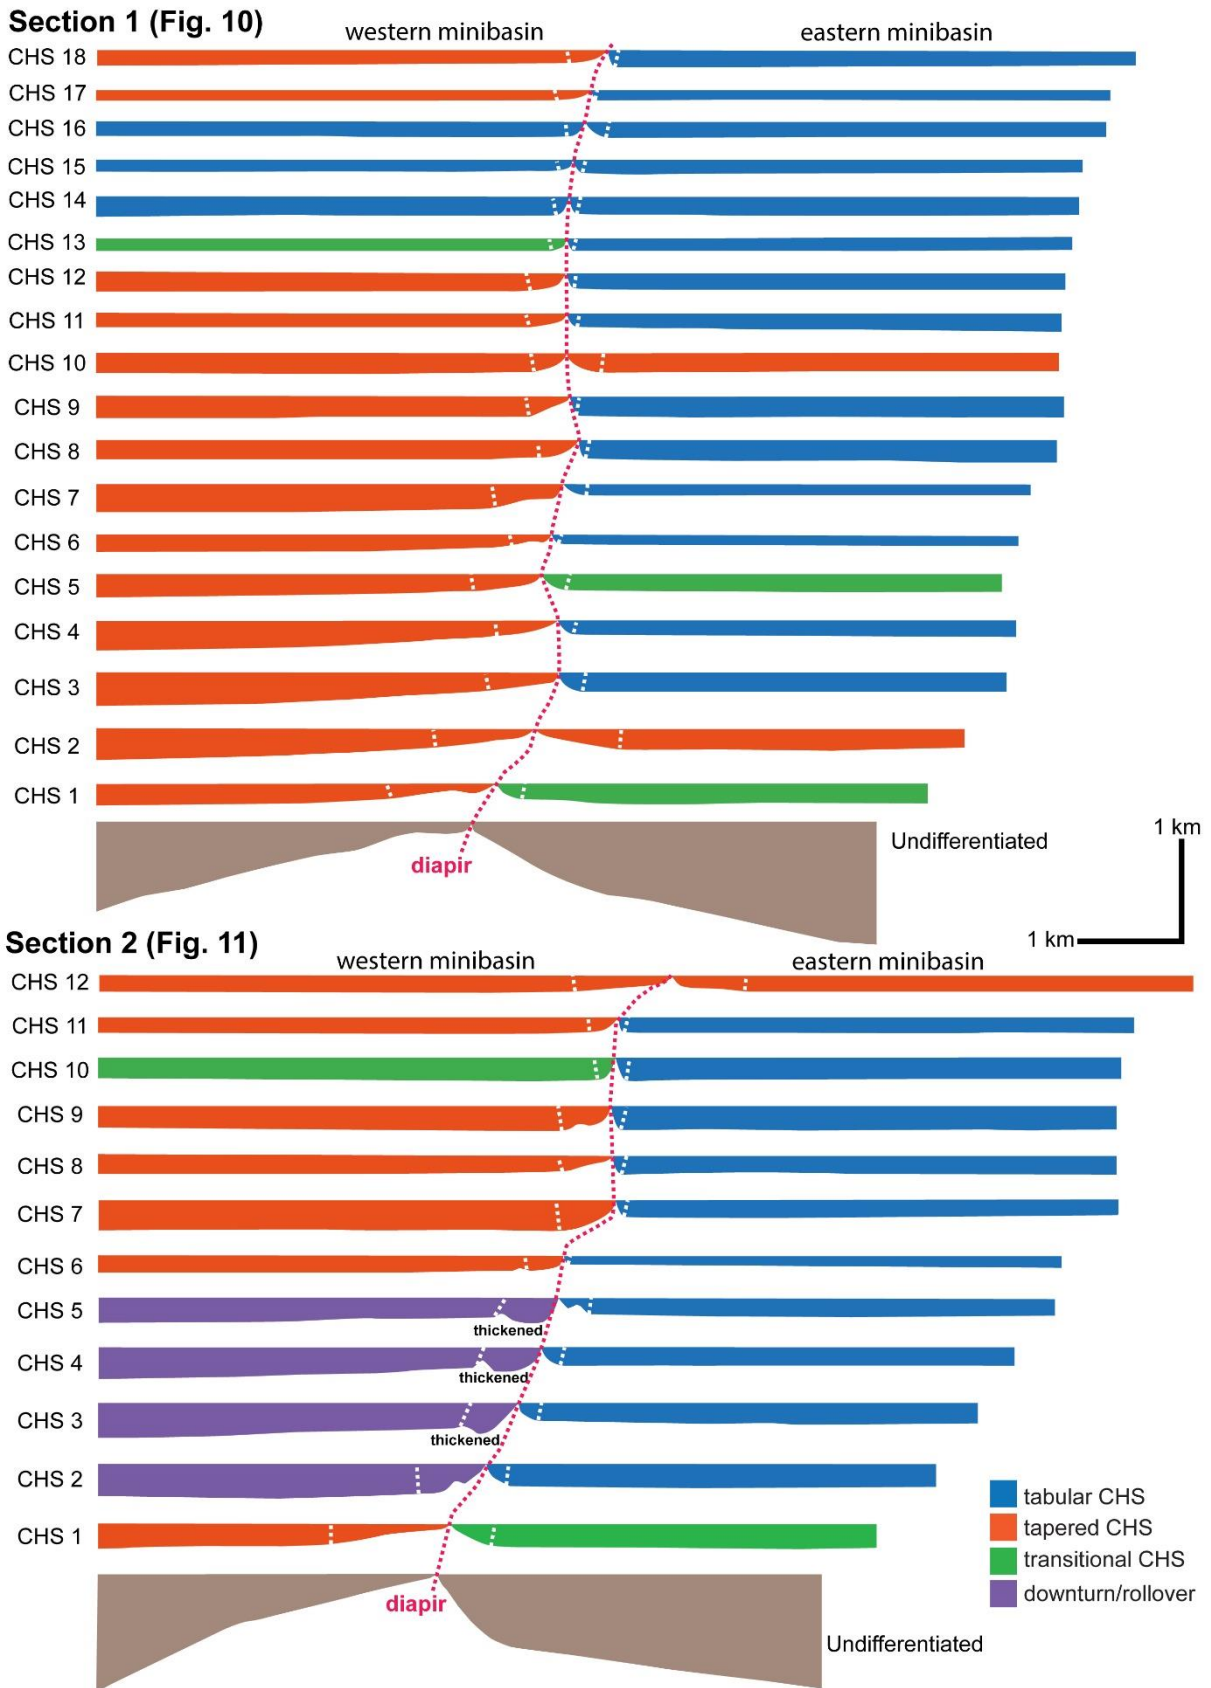 Section 1 (Fig. 10)
western minibasin
eastern minibasin
CHS 18
CHS 17
CHS 16
CHS 15
CHS 14
CHS 13
CHS 12
CHS 11
CHS 10
CHS 9
CHS 8
CHS 7
CHS 6
CHS 5
CHS 4
CHS 3
CHS 2
CHS 1
Undifferentiated
1 km
diapir
1 km
Section 2 (Fig. 11)
western minibasin
eastern minibasin
CHS 12
CHS 11
CHS 10
CHS 9
CHS 8
CHS 7
CHS 6
CHS 5
thickened
CHS 4
thickened
CHS 3
thickened
CHS 2
CHS 1
tabular CHS
tapered CHS
transitional CHS
downturn/rollover
diapir
Undifferentiated